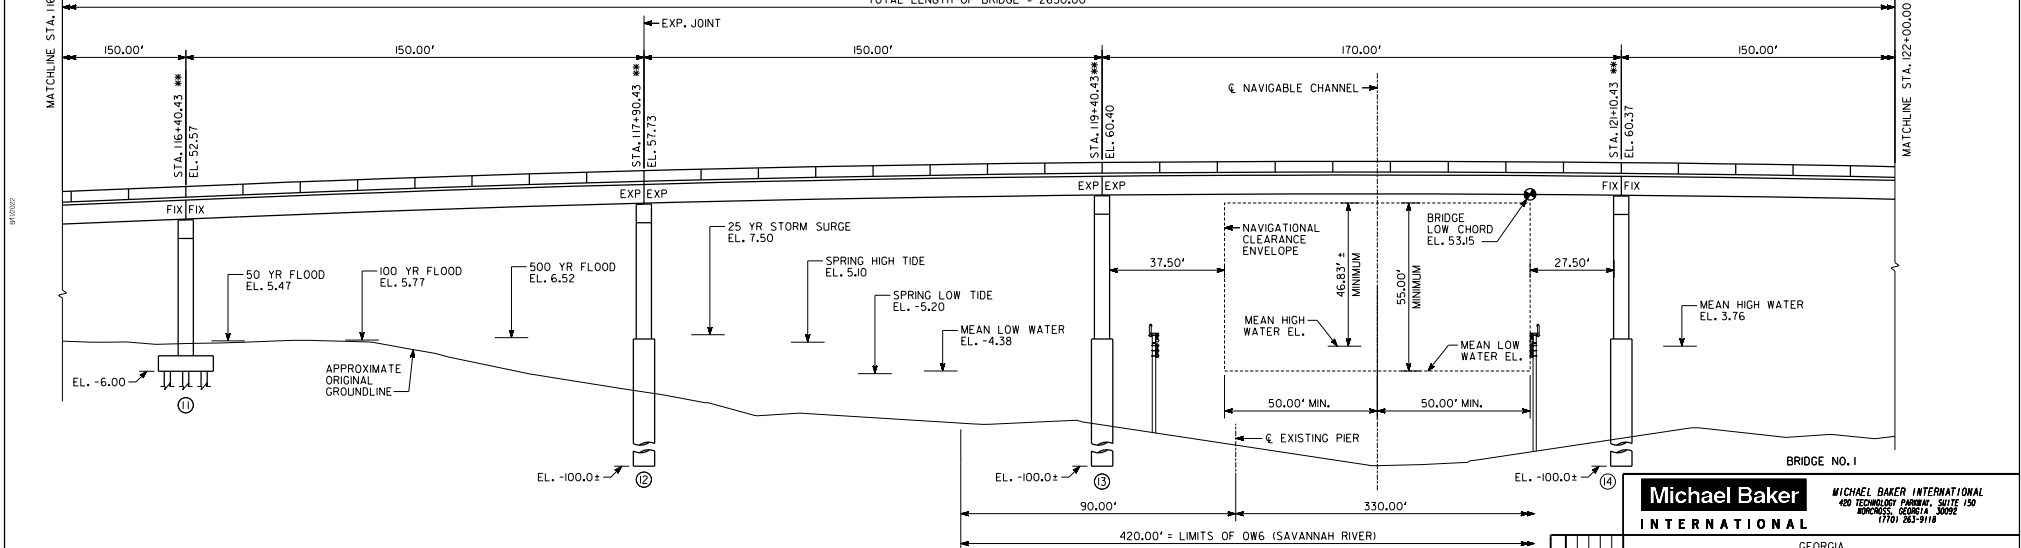 TOTAL LENGTH OF BRIDGE = 2650.00'
EXP. JOINT
150.00'
150.00'
150.00'
170.00'
150.00'
MATCHLINE STA. 116
STA. 116+40.43 **
EL. 52.57
STA. 117+90.43 **
EL. 57.73
STA. 119+40.43**
EL. 60.40
STA. 121+10.43 **
EL. 60.37
MATCHLINE STA. 122+00.00
℄ NAVIGABLE CHANNEL
FIX FIX
EXP EXP
EXP EXP
FIX FIX
50 YR FLOOD
EL. 5.47
100 YR FLOOD
EL. 5.77
500 YR FLOOD
EL. 6.52
25 YR STORM SURGE
EL. 7.50
SPRING HIGH TIDE
EL. 5.10
SPRING LOW TIDE
EL. -5.20
MEAN LOW WATER
EL. -4.38
37.50'
NAVIGATIONAL
CLEARANCE
ENVELOPE
46.83' ±
MINIMUM
55.00'
MINIMUM
BRIDGE
LOW CHORD
EL. 53.15
27.50'
MEAN HIGH
WATER EL.
MEAN LOW
WATER EL.
MEAN HIGH WATER
EL. 3.76
EL. -6.00
APPROXIMATE
ORIGINAL
GROUNDLINE
11
50.00' MIN.
50.00' MIN.
℄ EXISTING PIER
EL. -100.0±
12
EL. -100.0±
13
EL. -100.0±
14
90.00'
330.00'
420.00' = LIMITS OF OW6 (SAVANNAH RIVER)
BRIDGE NO. 1
Michael Baker
INTERNATIONAL
MICHAEL BAKER INTERNATIONAL
420 TECHNOLOGY PARKWAY, SUITE 150
NORCROSS, GEORGIA 30092
(770) 263-9118
GEORGIA